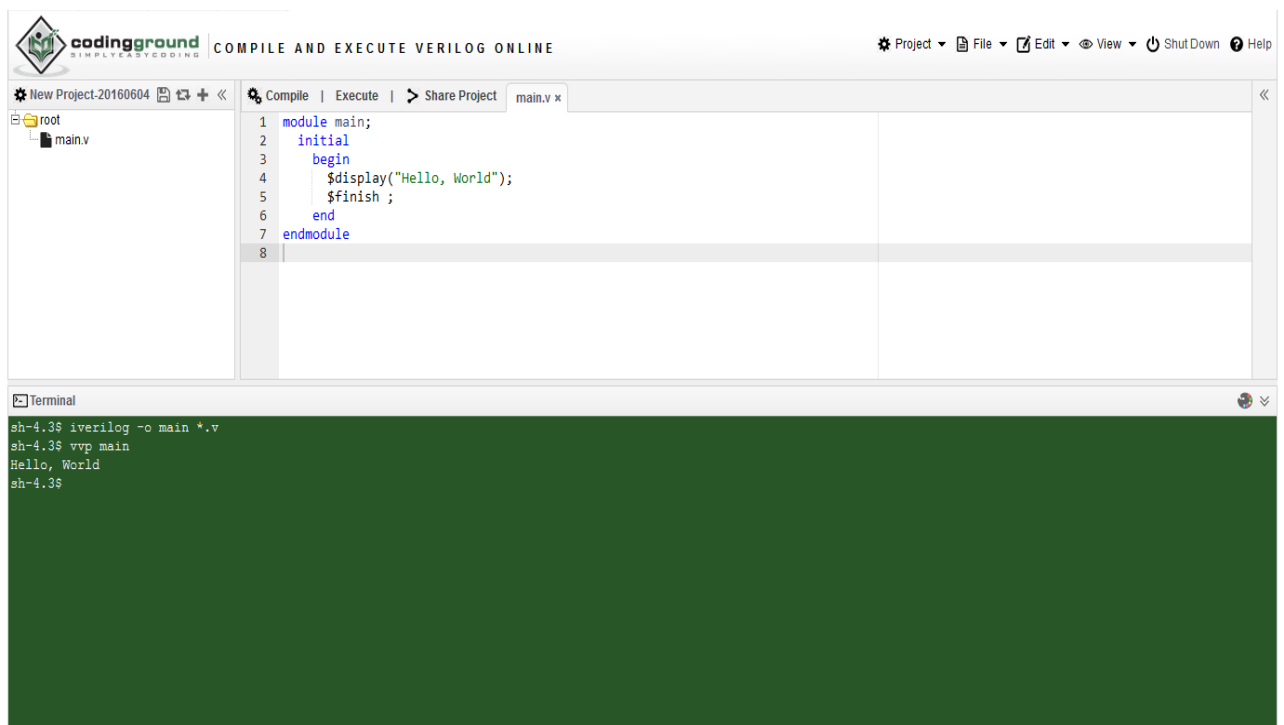 codingground
SIMPLYEASYCODING
COMPILE AND EXECUTE VERILOG ONLINE
Project File Edit View Shut Down Help
New Project-20160604
Compile | Execute | Share Project main.v ×
root
main.v
1 module main;
2 initial
3 begin
4 $display("Hello, World");
5 $finish ;
6 end
7 endmodule
8
Terminal
sh-4.3$ iverilog -o main *.v
sh-4.3$ vvp main
Hello, World
sh-4.3$